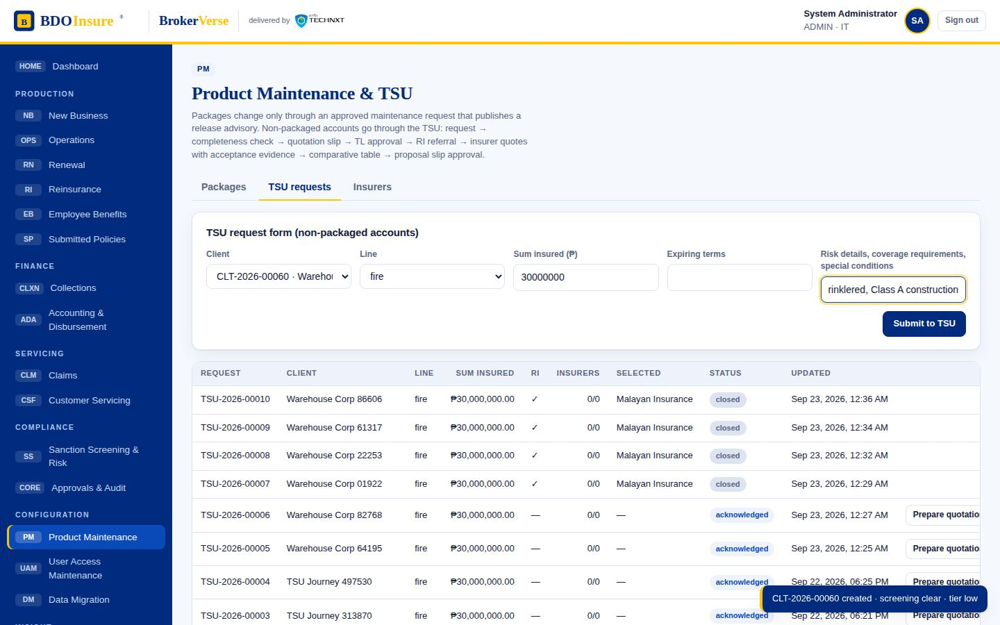 B BDOInsure ®
BrokerVerse
delivered by TECHNXT
System Administrator
ADMIN · IT
SA
Sign out
HOME Dashboard
PRODUCTION
NB New Business
OPS Operations
RN Renewal
RI Reinsurance
EB Employee Benefits
SP Submitted Policies
FINANCE
CLXN Collections
ADA Accounting &
Disbursement
SERVICING
CLM Claims
CSF Customer Servicing
COMPLIANCE
SS Sanction Screening &
Risk
CORE Approvals & Audit
CONFIGURATION
PM Product Maintenance
UAM User Access
Maintenance
DM Data Migration
PM
Product Maintenance & TSU
Packages change only through an approved maintenance request that publishes a
release advisory. Non-packaged accounts go through the TSU: request →
completeness check → quotation slip → TL approval → RI referral → insurer quotes
with acceptance evidence → comparative table → proposal slip approval.
Packages TSU requests Insurers
TSU request form (non-packaged accounts)
Client Line Sum insured (₱) Expiring terms Risk details, coverage requirements,
special conditions
CLT-2026-00060 · Warehou fire 30000000 rinklered, Class A construction
Submit to TSU
REQUEST CLIENT LINE SUM INSURED RI INSURERS SELECTED STATUS UPDATED
TSU-2026-00010 Warehouse Corp 86606 fire ₱30,000,000.00 ✓ 0/0 Malayan Insurance closed Sep 23, 2026, 12:36 AM
TSU-2026-00009 Warehouse Corp 61317 fire ₱30,000,000.00 ✓ 0/0 Malayan Insurance closed Sep 23, 2026, 12:34 AM
TSU-2026-00008 Warehouse Corp 22253 fire ₱30,000,000.00 ✓ 0/0 Malayan Insurance closed Sep 23, 2026, 12:32 AM
TSU-2026-00007 Warehouse Corp 01922 fire ₱30,000,000.00 ✓ 0/0 Malayan Insurance closed Sep 23, 2026, 12:29 AM
TSU-2026-00006 Warehouse Corp 82768 fire ₱30,000,000.00 — 0/0 — acknowledged Sep 23, 2026, 12:27 AM Prepare quotatio
TSU-2026-00005 Warehouse Corp 64195 fire ₱30,000,000.00 — 0/0 — acknowledged Sep 23, 2026, 12:25 AM Prepare quotatio
TSU-2026-00004 TSU Journey 497530 fire ₱30,000,000.00 — 0/0 — acknowledged Sep 22, 2026, 06:25 PM Prepare quotatio
TSU-2026-00003 TSU Journey 313870 fire ₱30,000,000.00 — 0/0 — acknowledged Sep 22, 2026, 06:21 PM Prepare quotatio
CLT-2026-00060 created · screening clear · tier low